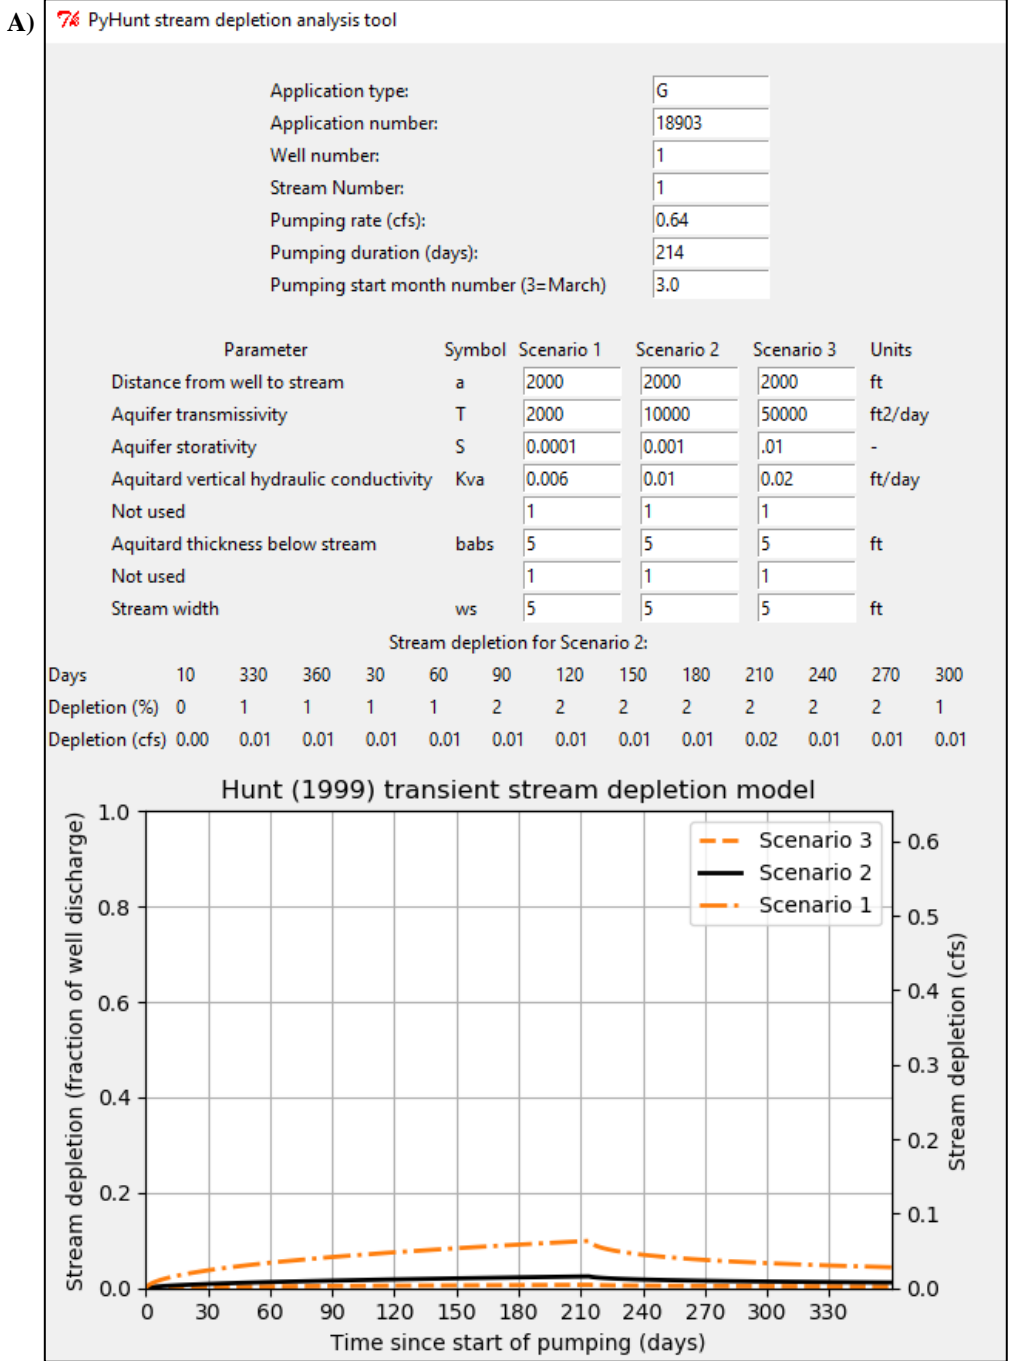 A)
PyHunt stream depletion analysis tool
Application type: G
Application number: 18903
Well number: 1
Stream Number: 1
Pumping rate (cfs): 0.64
Pumping duration (days): 214
Pumping start month number (3=March) 3.0
Parameter Symbol Scenario 1 Scenario 2 Scenario 3 Units
Distance from well to stream a 2000 2000 2000 ft
Aquifer transmissivity T 2000 10000 50000 ft2/day
Aquifer storativity S 0.0001 0.001 .01 -
Aquitard vertical hydraulic conductivity Kva 0.006 0.01 0.02 ft/day
Not used 1 1 1
Aquitard thickness below stream babs 5 5 5 ft
Not used 1 1 1
Stream width ws 5 5 5 ft
Stream depletion for Scenario 2:
Days 10 330 360 30 60 90 120 150 180 210 240 270 300
Depletion (%) 0 1 1 1 1 2 2 2 2 2 2 2 1
Depletion (cfs) 0.00 0.01 0.01 0.01 0.01 0.01 0.01 0.01 0.01 0.02 0.01 0.01 0.01
Hunt (1999) transient stream depletion model
Stream depletion (fraction of well discharge)
1.0
0.8
0.6
0.4
0.2
0.0
Scenario 3
Scenario 2
Scenario 1
0.6
0.5
0.4
0.3
0.2
0.1
0.0
Stream depletion (cfs)
0 30 60 90 120 150 180 210 240 270 300 330
Time since start of pumping (days)